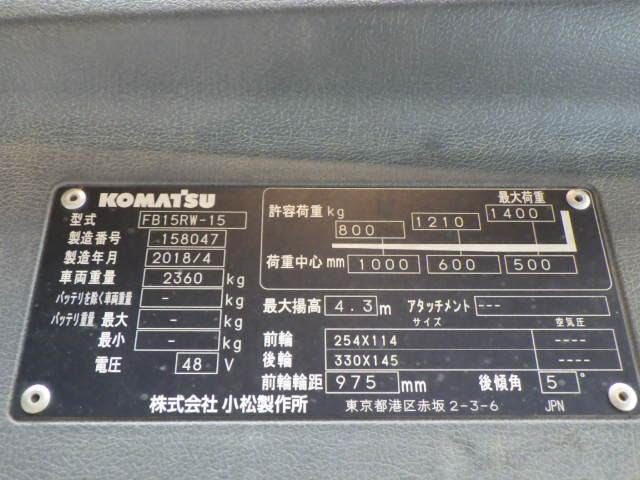 KOMATSU
型式 FB15RW-15
製造番号 158047
製造年月 2018/4
車両重量 2360 kg
バッテリを除く車両重量 - kg
バッテリ重量 最大 - kg
最小 - kg
電圧 48 V
最大荷重
許容荷重 kg 800 1210 1400
荷重中心 mm 1000 600 500
最大揚高 4.3 m アタッチメント ---
サイズ 空気圧
前輪 254X114 ----
後輪 330X145 ----
前輪輪距 975 mm 後傾角 5 °
株式会社 小松製作所 東京都港区赤坂 2-3-6 JPN